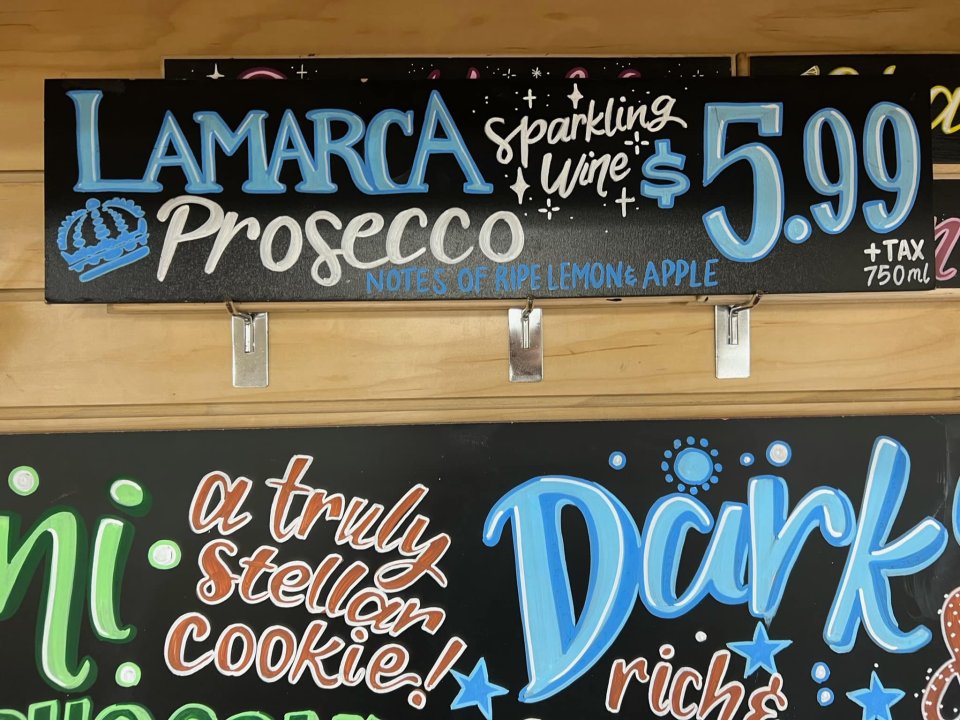 LAMARCA
sparkling
Wine
$5.99
Prosecco
NOTES OF RIPE LEMON & APPLE
+ TAX
750mL
a truly
stellar
cookie!
Dark
rich &